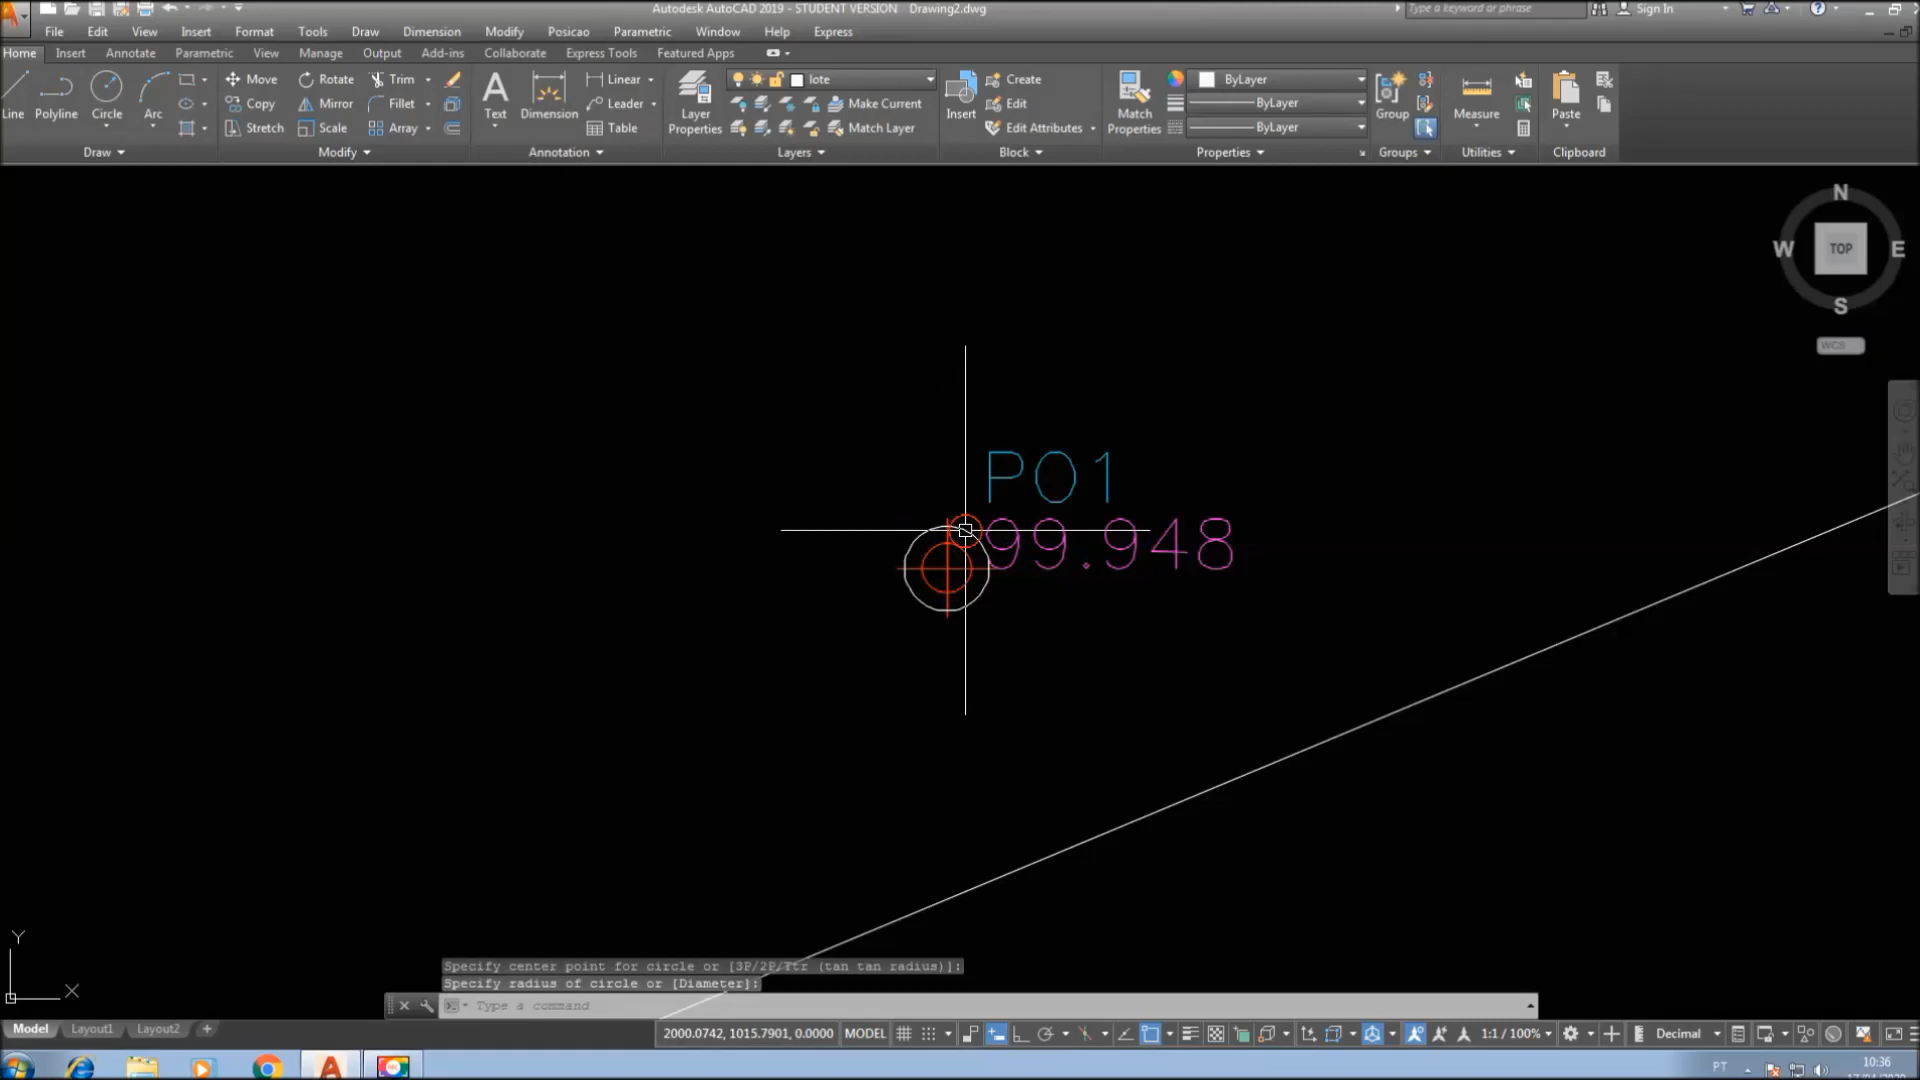 Autodesk AutoCAD 2019 - STUDENT VERSION Drawing2.dwg
Type a keyword or phrase
Sign In
File Edit View Insert Format Tools Draw Dimension Modify Posicao Parametric Window Help Express
Home Insert Annotate Parametric View Manage Output Add-ins Collaborate Express Tools Featured Apps
Line Polyline Circle Arc
Move Rotate Trim
Copy Mirror Fillet
Stretch Scale Array
Text Dimension
Linear
Leader
Table
Layer Properties
lote
Make Current
Match Layer
Insert
Create
Edit
Edit Attributes
Match Properties
ByLayer
ByLayer
ByLayer
Group
Measure
Paste
Draw Modify Annotation Layers Block Properties Groups Utilities Clipboard
N
W TOP E
S
WCS
P01
99.948
Y
X
Specify center point for circle or [3P/2P/Ttr (tan tan radius)]:
Specify radius of circle or [Diameter]:
Type a command
Model Layout1 Layout2 +
2000.0742, 1015.7901, 0.0000 MODEL 1:1 / 100% Decimal
PT
10:36